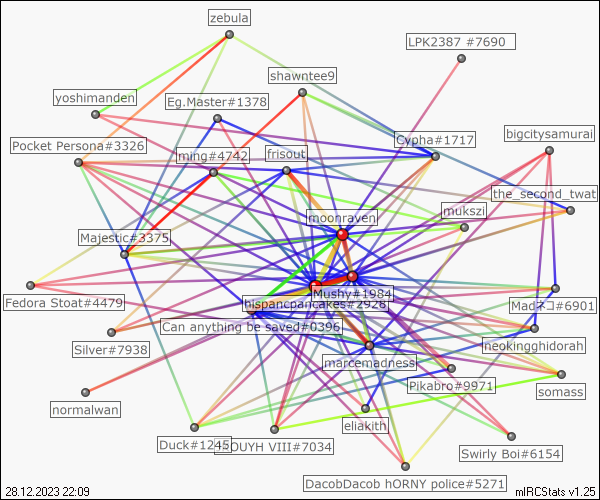 zebula
LPK2387 #7690
shawntee9
yoshimanden
Eg.Master#1378
bigcitysamurai
Cypha#1717
Pocket Persona#3326
ming#4742
frisout
the_second_twat
moonraven
mukszi
Majestic#3375
Mushy#1984
Fedora Stoat#4479
hispancpancakes#2926
Madネコ#6901
Can anything be saved#0396
neokingghidorah
Silver#7938
marcemadness
Pikabro#9971
somass
normalwan
eliakith
Duck#1245
OUYH VIII#7034
Swirly Boi#6154
DacobDacob hORNY police#5271
28.12.2023 22:09
mIRCStats v1.25